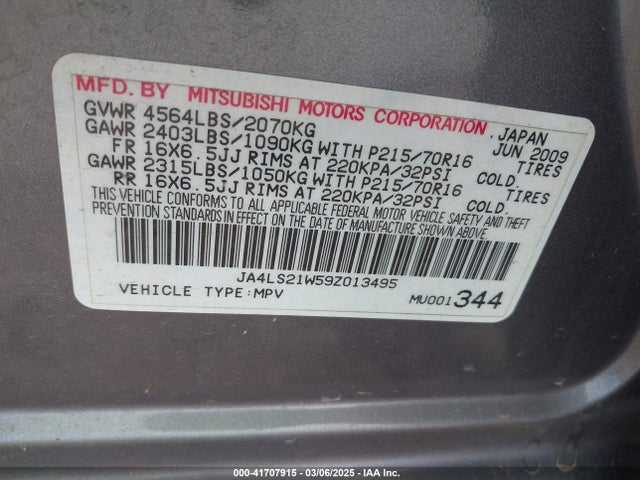 MFD. BY MITSUBISHI MOTORS CORPORATION, JAPAN
GVWR 4564LBS/2070KG JUN 2009
GAWR 2403LBS/1090KG WITH P215/70R16 TIRES
FR 16X6.5JJ RIMS AT 220KPA/32PSI COLD.
GAWR 2315LBS/1050KG WITH P215/70R16 TIRES
RR 16X6.5JJ RIMS AT 220KPA/32PSI COLD.
THIS VEHICLE CONFORMS TO ALL APPLICABLE FEDERAL MOTOR VEHICLE SAFETY AND THEFT
PREVENTION STANDARDS IN EFFECT ON THE DATE OF MANUFACTURE SHOWN ABOVE.
JA4LS21W59Z013495
VEHICLE TYPE:MPV MU001344
000-41707915 - 03/06/2025 - IAA Inc.